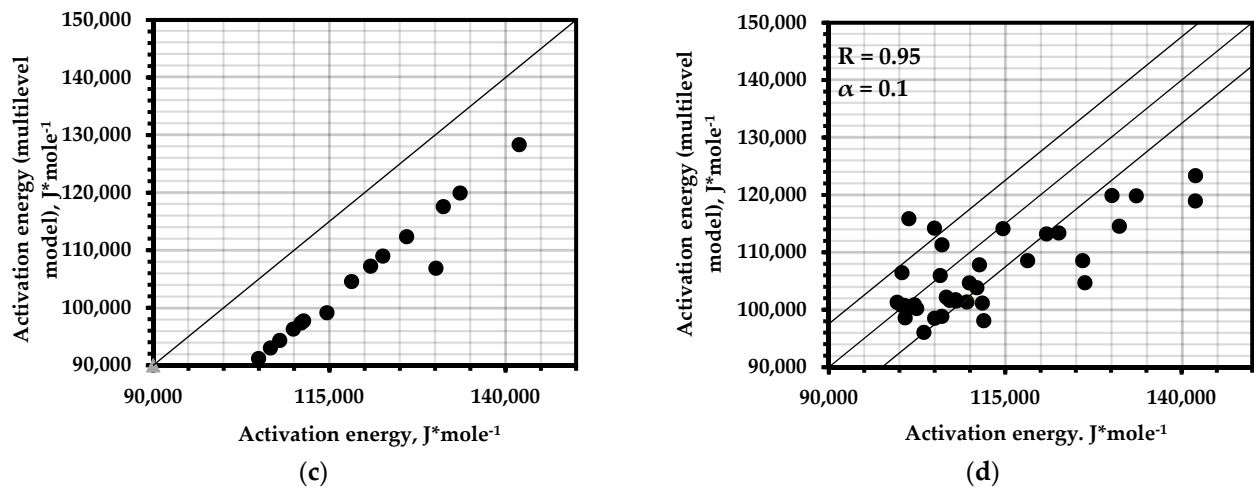 150,000
140,000
130,000
120,000
110,000
100,000
90,000
90,000
115,000
140,000
Activation energy (multilevel
model), J*mole-1
Activation energy, J*mole-1
(c)
R = 0.95
α = 0.1
150,000
140,000
130,000
120,000
110,000
100,000
90,000
90,000
115,000
140,000
Activation energy (multilevel
model), J*mole-1
Activation energy. J*mole-1
(d)